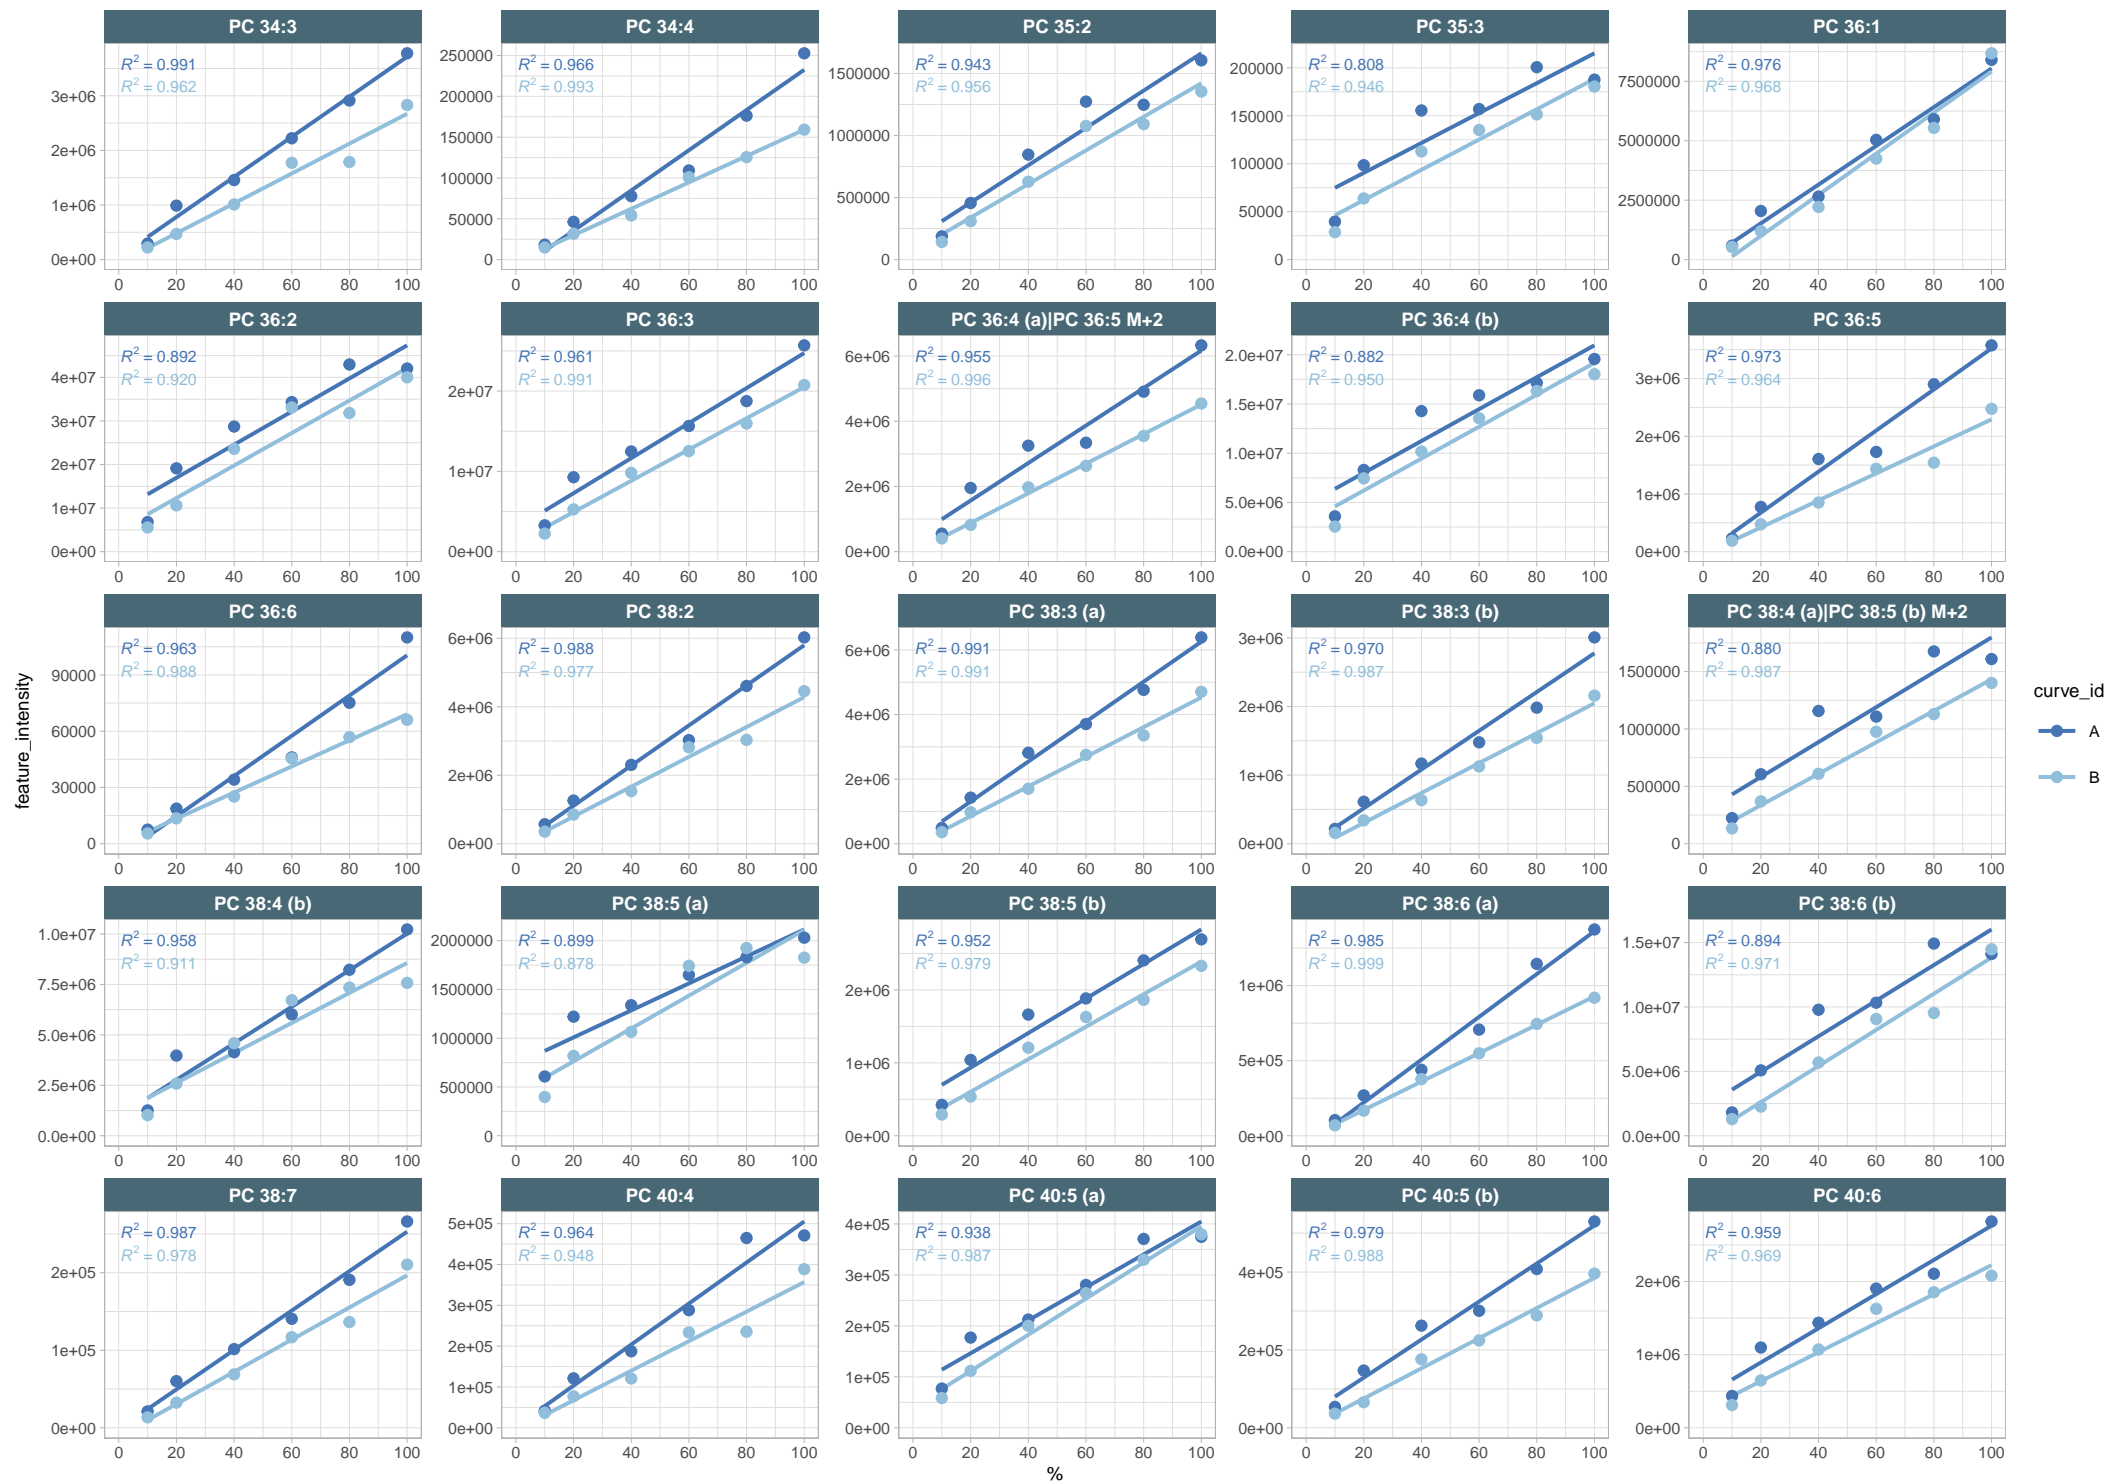 PC 34:3
PC 34:4
PC 35:2
PC 35:3
PC 36:1
R² = 0.991
R² = 0.962
3e+06
2e+06
1e+06
0e+00
0 20 40 60 80 100
R² = 0.966
R² = 0.993
250000
200000
150000
100000
50000
0
0 20 40 60 80 100
R² = 0.943
R² = 0.956
1500000
1000000
500000
0
0 20 40 60 80 100
R² = 0.808
R² = 0.946
200000
150000
100000
50000
0
0 20 40 60 80 100
R² = 0.976
R² = 0.968
7500000
5000000
2500000
0
0 20 40 60 80 100
PC 36:2
PC 36:3
PC 36:4 (a)|PC 36:5 M+2
PC 36:4 (b)
PC 36:5
R² = 0.892
R² = 0.920
4e+07
3e+07
2e+07
1e+07
0e+00
0 20 40 60 80 100
R² = 0.961
R² = 0.991
2e+07
1e+07
0e+00
0 20 40 60 80 100
R² = 0.955
R² = 0.996
6e+06
4e+06
2e+06
0e+00
0 20 40 60 80 100
R² = 0.882
R² = 0.950
2.0e+07
1.5e+07
1.0e+07
5.0e+06
0.0e+00
0 20 40 60 80 100
R² = 0.973
R² = 0.964
3e+06
2e+06
1e+06
0e+00
0 20 40 60 80 100
PC 36:6
PC 38:2
PC 38:3 (a)
PC 38:3 (b)
PC 38:4 (a)|PC 38:5 (b) M+2
R² = 0.963
R² = 0.988
90000
60000
30000
0
0 20 40 60 80 100
R² = 0.988
R² = 0.977
6e+06
4e+06
2e+06
0e+00
0 20 40 60 80 100
R² = 0.991
R² = 0.991
6e+06
4e+06
2e+06
0e+00
0 20 40 60 80 100
R² = 0.970
R² = 0.987
3e+06
2e+06
1e+06
0e+00
0 20 40 60 80 100
R² = 0.880
R² = 0.987
1500000
1000000
500000
0
0 20 40 60 80 100
PC 38:4 (b)
PC 38:5 (a)
PC 38:5 (b)
PC 38:6 (a)
PC 38:6 (b)
R² = 0.958
R² = 0.911
1.0e+07
7.5e+06
5.0e+06
2.5e+06
0.0e+00
0 20 40 60 80 100
R² = 0.899
R² = 0.878
2000000
1500000
1000000
500000
0
0 20 40 60 80 100
R² = 0.952
R² = 0.979
2e+06
1e+06
0e+00
0 20 40 60 80 100
R² = 0.985
R² = 0.999
1e+06
5e+05
0e+00
0 20 40 60 80 100
R² = 0.894
R² = 0.971
1.5e+07
1.0e+07
5.0e+06
0.0e+00
0 20 40 60 80 100
PC 38:7
PC 40:4
PC 40:5 (a)
PC 40:5 (b)
PC 40:6
R² = 0.987
R² = 0.978
2e+05
1e+05
0e+00
0 20 40 60 80 100
R² = 0.964
R² = 0.948
5e+05
4e+05
3e+05
2e+05
1e+05
0e+00
0 20 40 60 80 100
R² = 0.938
R² = 0.987
4e+05
3e+05
2e+05
1e+05
0e+00
0 20 40 60 80 100
R² = 0.979
R² = 0.988
4e+05
2e+05
0e+00
0 20 40 60 80 100
R² = 0.959
R² = 0.969
2e+06
1e+06
0e+00
0 20 40 60 80 100
feature_intensity
%
curve_id
A
B